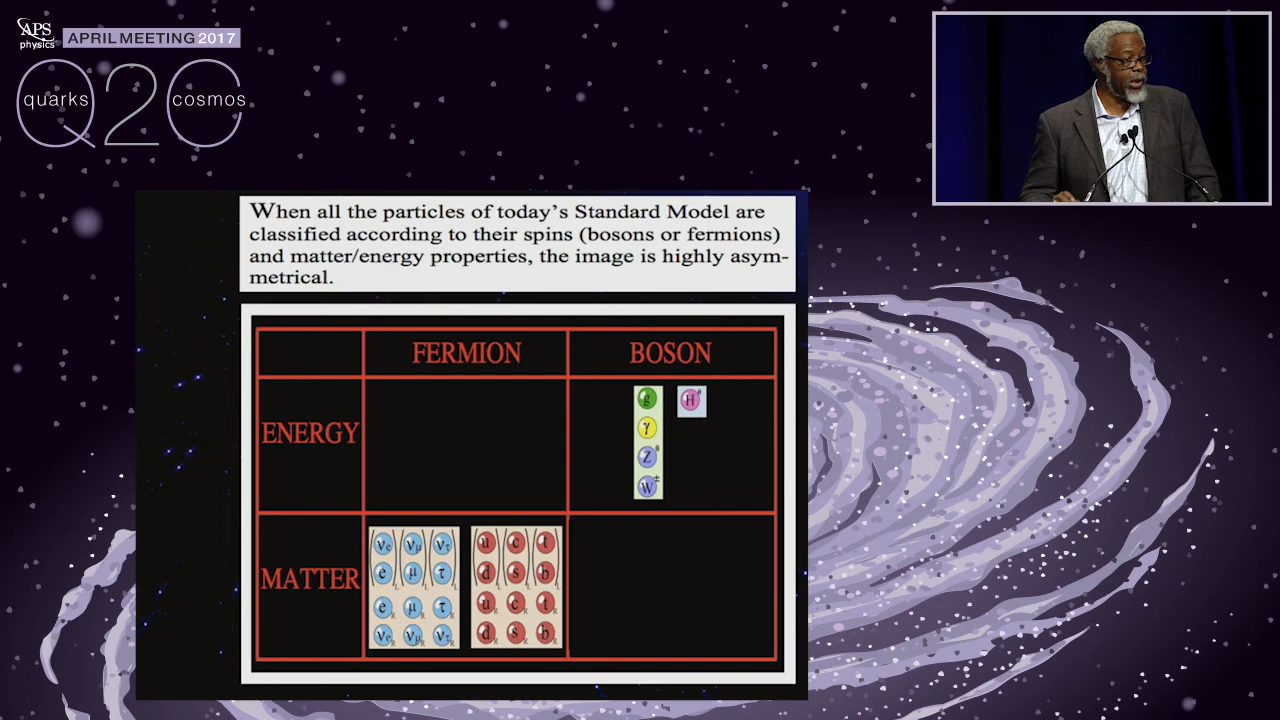 APS
physics
APRIL MEETING 2017
Q2C
quarks
cosmos
When all the particles of today's Standard Model are
classified according to their spins (bosons or fermions)
and matter/energy properties, the image is highly asym-
metrical.
FERMION BOSON
ENERGY
g H⁰
γ
Z⁰
W±
MATTER
νe νμ ντ u c t
e μ τ d s b
e R μ R τ R u R c R t R
νe R νμ R ντ R d R s R b R